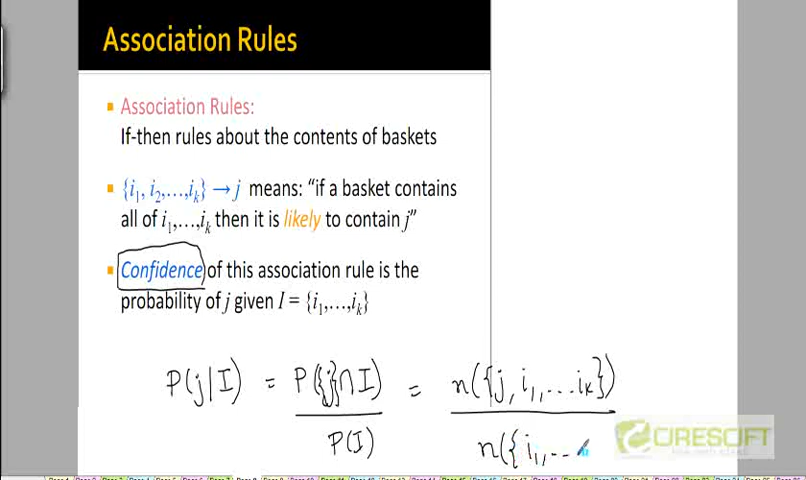 Association Rules
▪ Association Rules:
If-then rules about the contents of baskets
▪ {i₁, i₂,…,iₖ} → j means: “if a basket contains
all of i₁,…,iₖ then it is likely to contain j”
▪ Confidence of this association rule is the
probability of j given I = {i₁,…,iₖ}
P(j|I) = P({j}∩I) = n({j, i₁,...iₖ})
P(I) n({i₁,...
CIRESOFT